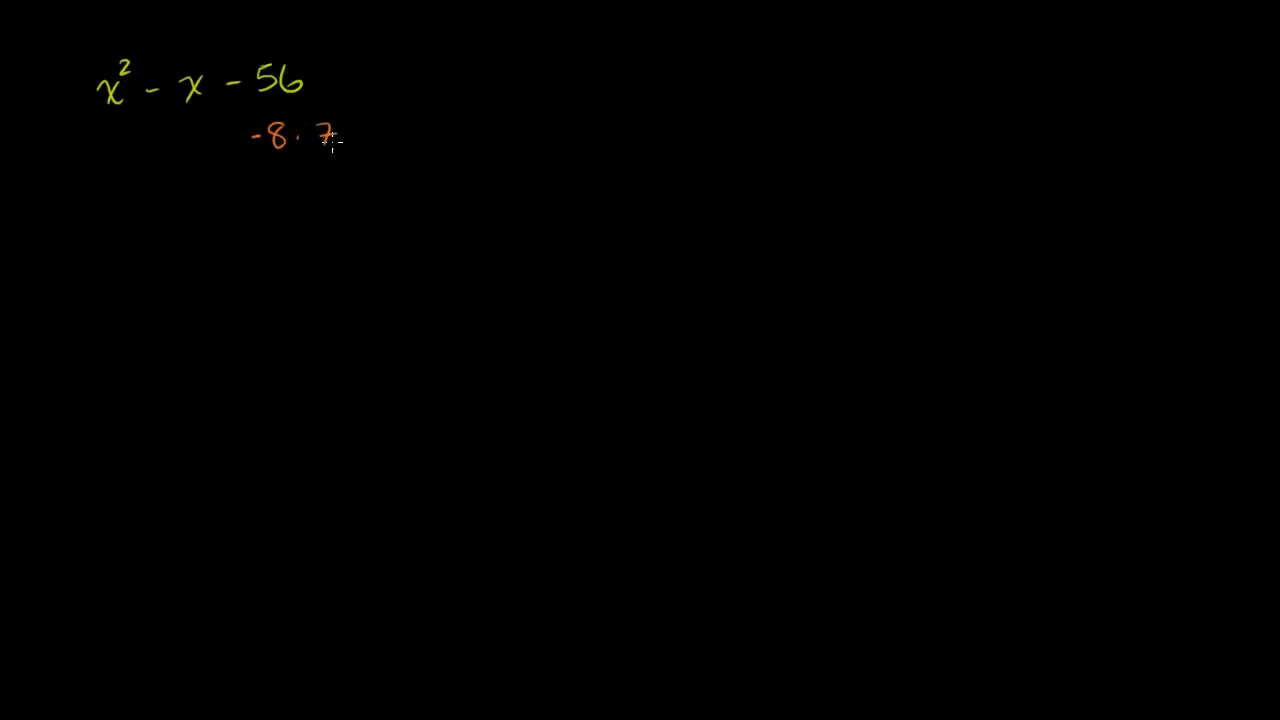 x² - x - 56
-8 · 7